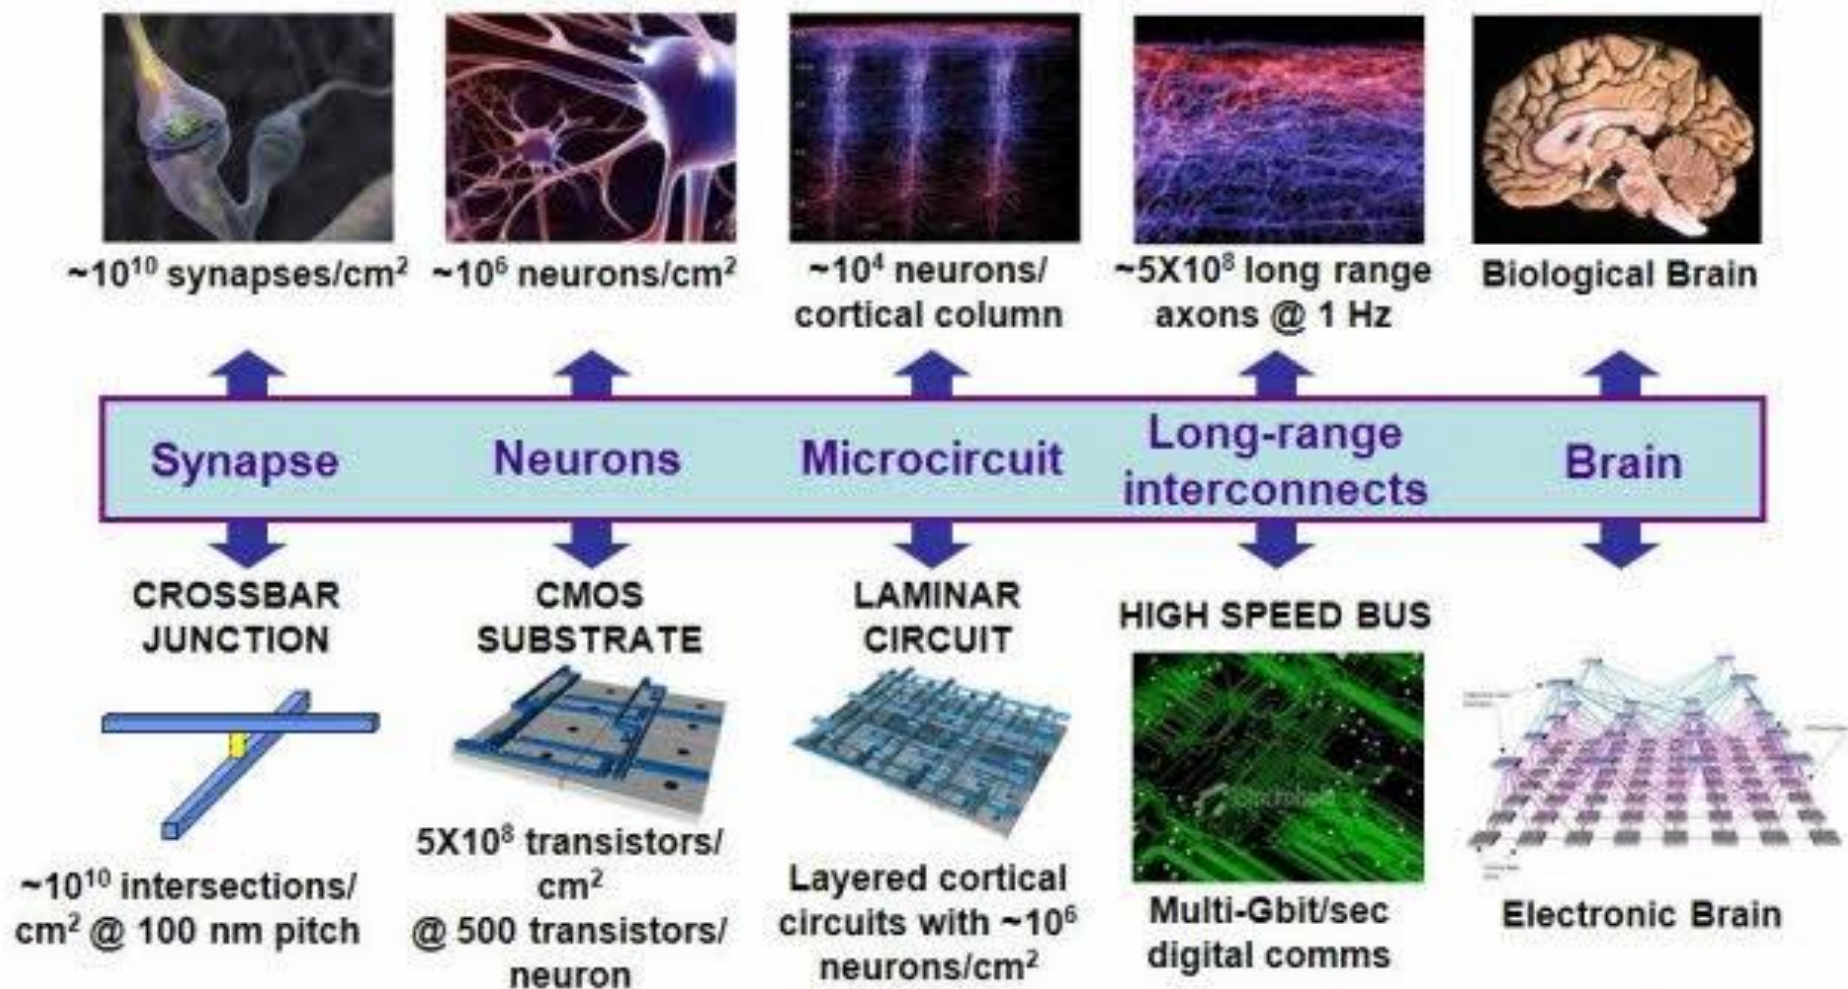 ~10¹⁰ synapses/cm²
~10⁶ neurons/cm²
~10⁴ neurons/
cortical column
~5X10⁸ long range
axons @ 1 Hz
Biological Brain
Synapse
Neurons
Microcircuit
Long-range
interconnects
Brain
CROSSBAR
JUNCTION
CMOS
SUBSTRATE
LAMINAR
CIRCUIT
HIGH SPEED BUS
~10¹⁰ intersections/
cm² @ 100 nm pitch
5X10⁸ transistors/
cm²
@ 500 transistors/
neuron
Layered cortical
circuits with ~10⁶
neurons/cm²
Multi-Gbit/sec
digital comms
Electronic Brain